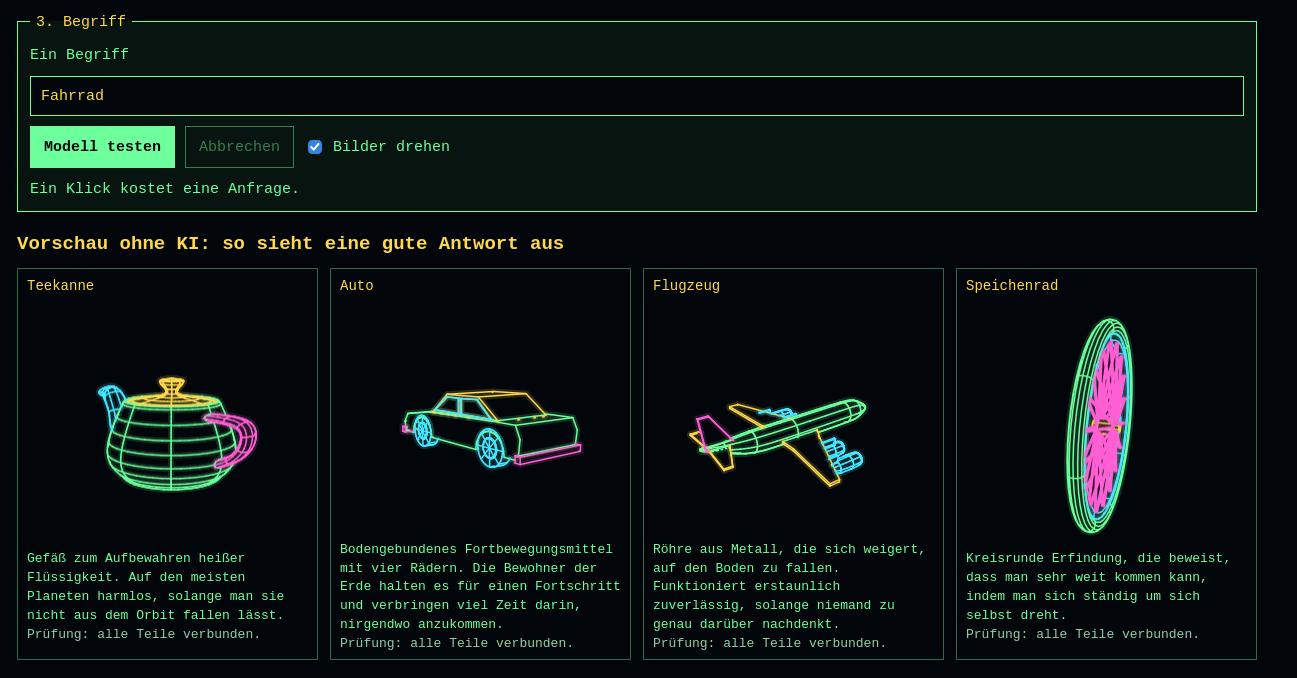 3. Begriff
Ein Begriff
Fahrrad
Modell testen
Abbrechen
Bilder drehen
Ein Klick kostet eine Anfrage.
Vorschau ohne KI: so sieht eine gute Antwort aus
Teekanne
Gefäß zum Aufbewahren heißer
Flüssigkeit. Auf den meisten
Planeten harmlos, solange man sie
nicht aus dem Orbit fallen lässt.
Prüfung: alle Teile verbunden.
Auto
Bodengebundenes Fortbewegungsmittel
mit vier Rädern. Die Bewohner der
Erde halten es für einen Fortschritt
und verbringen viel Zeit darin,
nirgendwo anzukommen.
Prüfung: alle Teile verbunden.
Flugzeug
Röhre aus Metall, die sich weigert,
auf den Boden zu fallen.
Funktioniert erstaunlich
zuverlässig, solange niemand zu
genau darüber nachdenkt.
Prüfung: alle Teile verbunden.
Speichenrad
Kreisrunde Erfindung, die beweist,
dass man sehr weit kommen kann,
indem man sich ständig um sich
selbst dreht.
Prüfung: alle Teile verbunden.